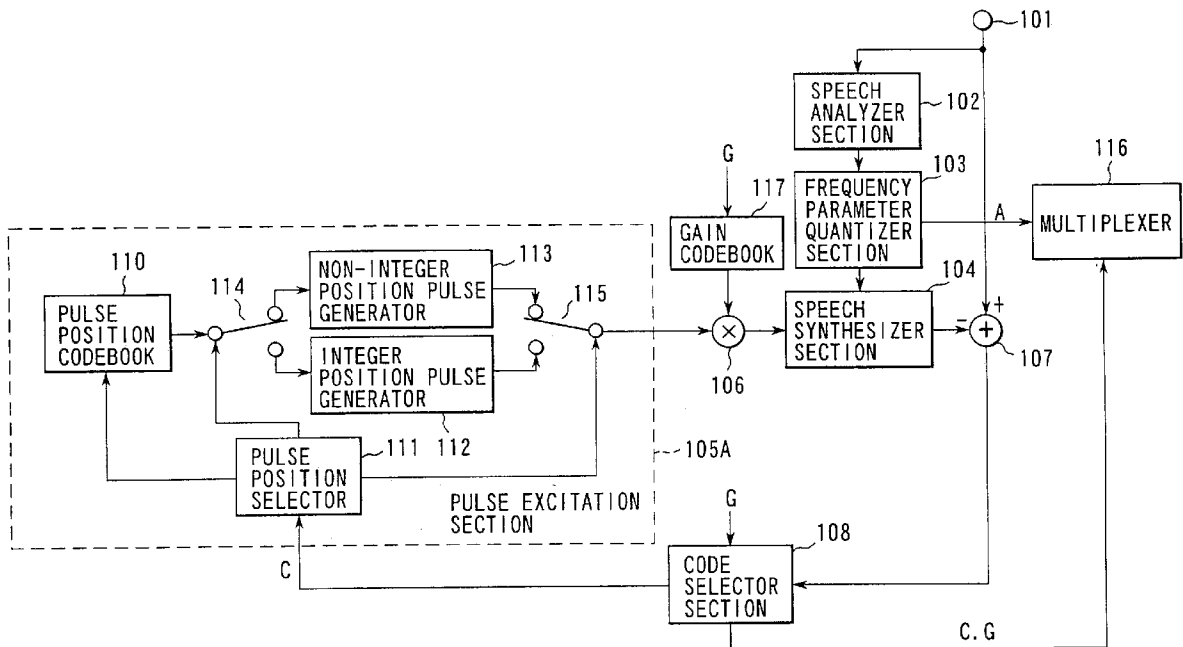 101
SPEECH
ANALYZER
SECTION
102
G
117
103
116
FREQUENCY
PARAMETER
QUANTIZER
SECTION
A
MULTIPLEXER
GAIN
CODEBOOK
110
PULSE
POSITION
CODEBOOK
114
NON-INTEGER
POSITION PULSE
GENERATOR
113
115
104
SPEECH
SYNTHESIZER
SECTION
×
106
-
+
+
107
INTEGER
POSITION PULSE
GENERATOR
112
111
PULSE
POSITION
SELECTOR
105A
PULSE EXCITATION
SECTION
C
G
108
CODE
SELECTOR
SECTION
C.G